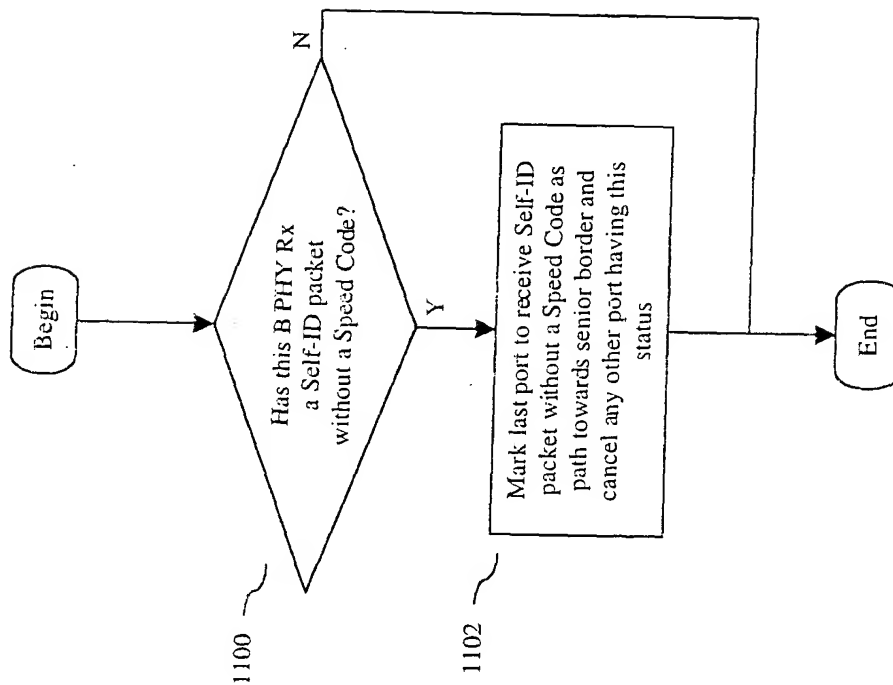 Begin
1100
Has this B PHY Rx
a Self-ID packet
without a Speed Code?
N
Y
1102
Mark last port to receive Self-ID
packet without a Speed Code as
path towards senior border and
cancel any other port having this
status
End